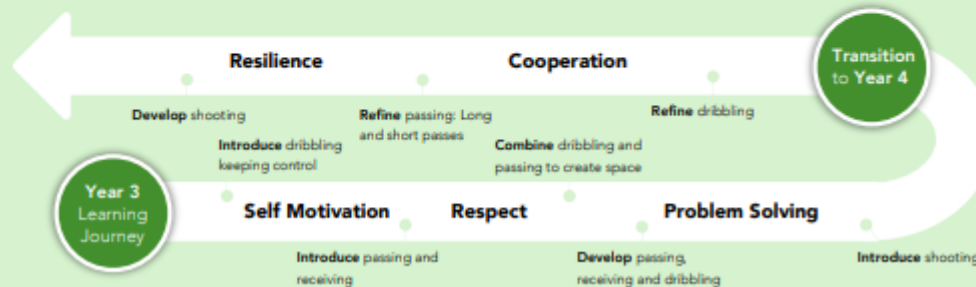 Resilience
Cooperation
Transition
to Year 4
Develop shooting
Refine passing: Long
and short passes
Refine dribbling
Introduce dribbling
keeping control
Combine dribbling and
passing to create space
Year 3
Learning
Journey
Self Motivation
Respect
Problem Solving
Introduce passing and
receiving
Develop passing,
receiving and dribbling
Introduce shooting